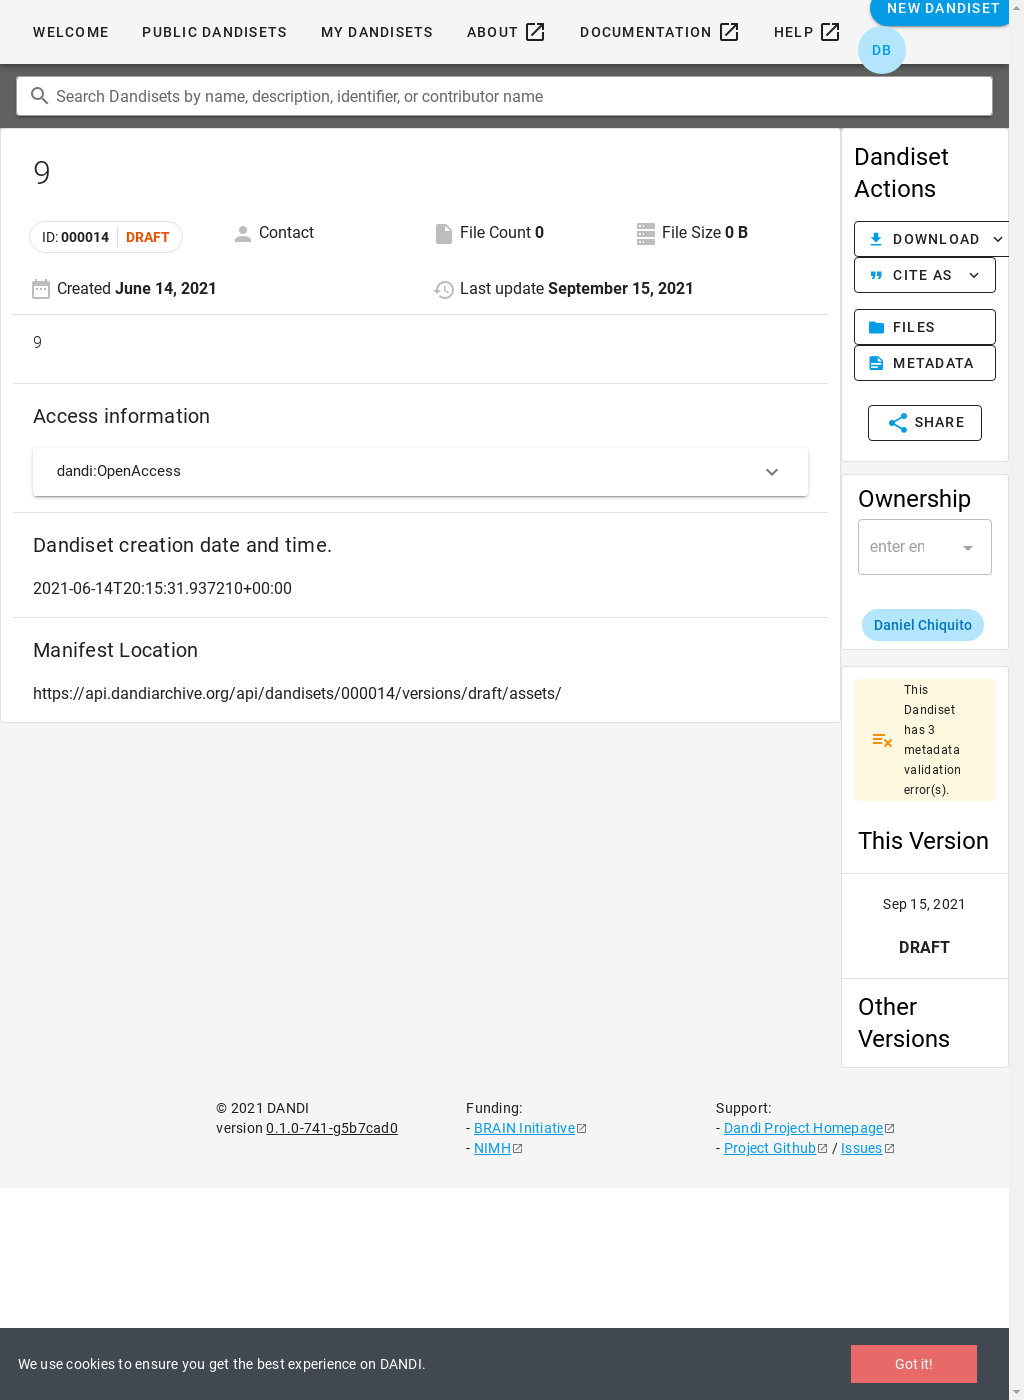 WELCOME
PUBLIC DANDISETS
MY DANDISETS
ABOUT
DOCUMENTATION
HELP
NEW DANDISET
DB
Search Dandisets by name, description, identifier, or contributor name
9
ID: 000014 DRAFT
Contact
File Count 0
File Size 0 B
Created June 14, 2021
Last update September 15, 2021
9
Access information
dandi:OpenAccess
Dandiset creation date and time.
2021-06-14T20:15:31.937210+00:00
Manifest Location
https://api.dandiarchive.org/api/dandisets/000014/versions/draft/assets/
Dandiset
Actions
DOWNLOAD
CITE AS
FILES
METADATA
SHARE
Ownership
enter
Daniel Chiquito
This
Dandiset
has 3
metadata
validation
error(s).
This Version
Sep 15, 2021
DRAFT
Other
Versions
© 2021 DANDI
version 0.1.0-741-g5b7cad0
Funding:
- BRAIN Initiative
- NIMH
Support:
- Dandi Project Homepage
- Project Github / Issues
We use cookies to ensure you get the best experience on DANDI.
Got it!